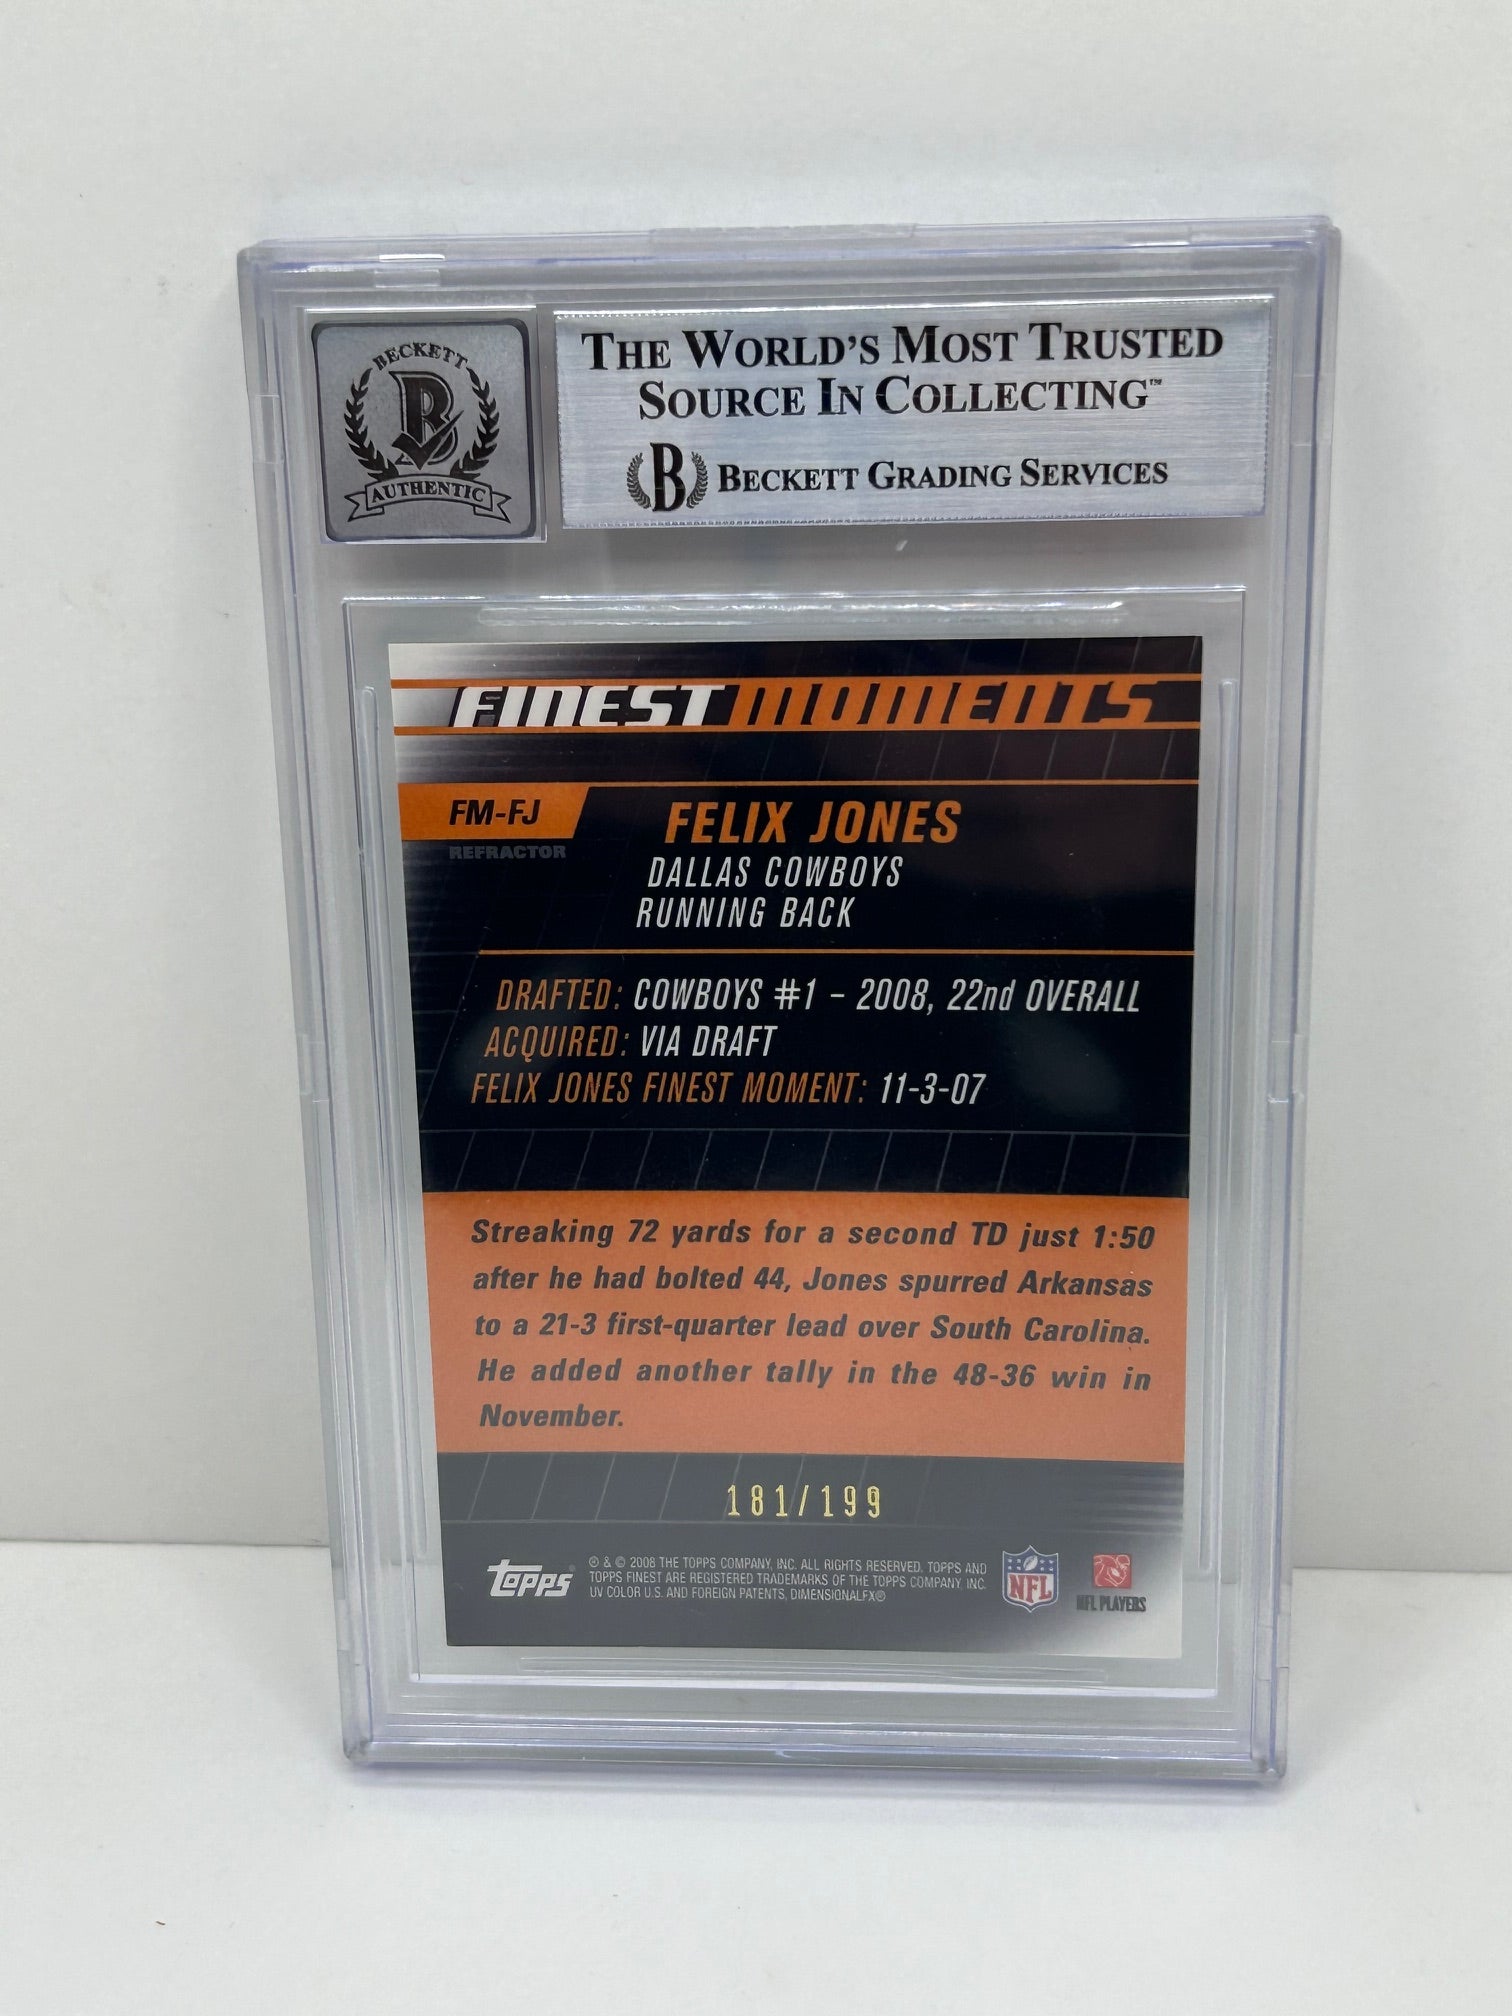 BECKETT
B
AUTHENTIC
THE WORLD'S MOST TRUSTED
SOURCE IN COLLECTING™
B BECKETT GRADING SERVICES
FINEST MOMENTS
FM-FJ
REFRACTOR
FELIX JONES
DALLAS COWBOYS
RUNNING BACK
DRAFTED: COWBOYS #1 – 2008, 22nd OVERALL
ACQUIRED: VIA DRAFT
FELIX JONES FINEST MOMENT: 11-3-07
Streaking 72 yards for a second TD just 1:50
after he had bolted 44, Jones spurred Arkansas
to a 21-3 first-quarter lead over South Carolina.
He added another tally in the 48-36 win in
November.
181/199
topps
® & © 2008 THE TOPPS COMPANY, INC. ALL RIGHTS RESERVED. TOPPS AND
TOPPS FINEST ARE REGISTERED TRADEMARKS OF THE TOPPS COMPANY, INC.
UV COLOR U.S. AND FOREIGN PATENTS, DIMENSIONALFX®
NFL
NFL PLAYERS